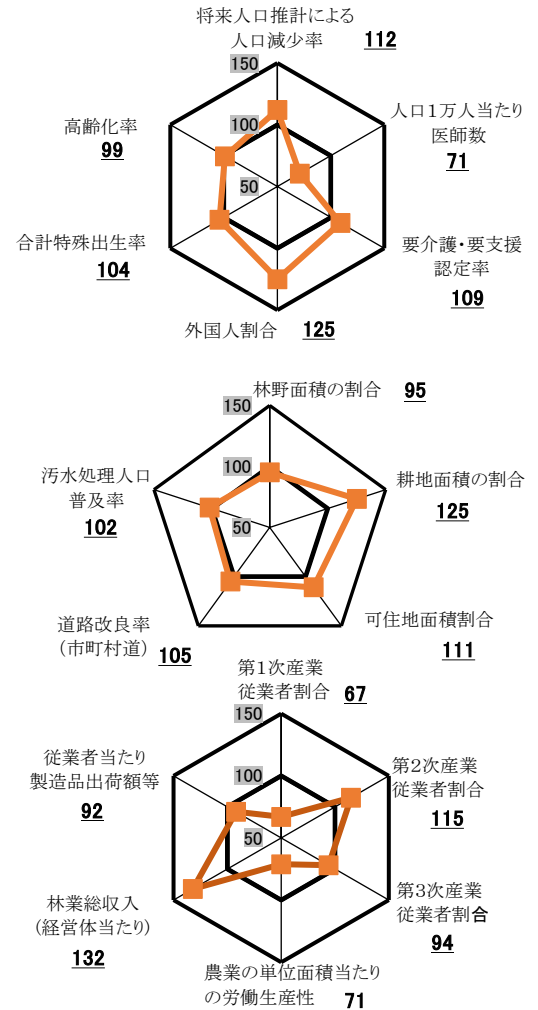 将来人口推計による
人口減少率
112
150
100
50
人口１万人当たり
医師数
71
高齢化率
99
合計特殊出生率
104
要介護・要支援
認定率
109
外国人割合 125
林野面積の割合 95
150
100
50
汚水処理人口
普及率
102
耕地面積の割合
125
道路改良率
（市町村道） 105
可住地面積割合
111
第１次産業
従業者割合 67
150
100
50
従業者当たり
製造品出荷額等
92
第２次産業
従業者割合
115
林業総収入
（経営体当たり）
132
第３次産業
従業者割合
94
農業の単位面積当たり
の労働生産性 71